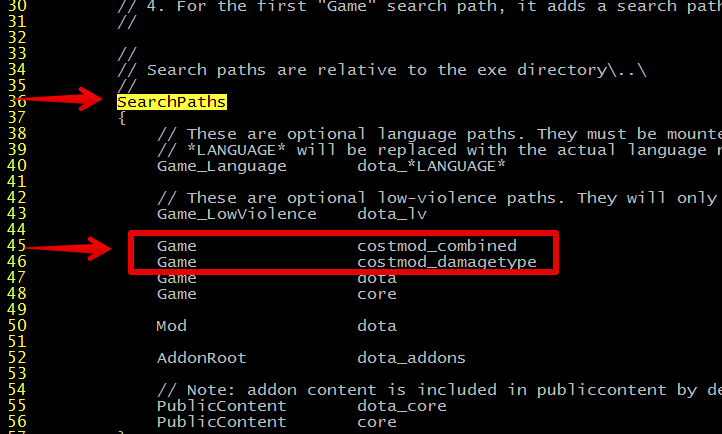 30 // 4. For the first "Game" search path, it adds a search pat
31 //
32
33 //
34 // Search paths are relative to the exe directory\..\
35 //
36 SearchPaths
37 {
38 // These are optional language paths. They must be mounte
39 // *LANGUAGE* will be replaced with the actual language n
40 Game_Language dota_*LANGUAGE*
41
42 // These are optional low-violence paths. They will only
43 Game_LowViolence dota_lv
44
45 Game costmod_combined
46 Game costmod_damagetype
47 Game dota
48 Game core
49
50 Mod dota
51
52 AddonRoot dota_addons
53
54 // Note: addon content is included in publiccontent by de
55 PublicContent dota_core
56 PublicContent core
57 }